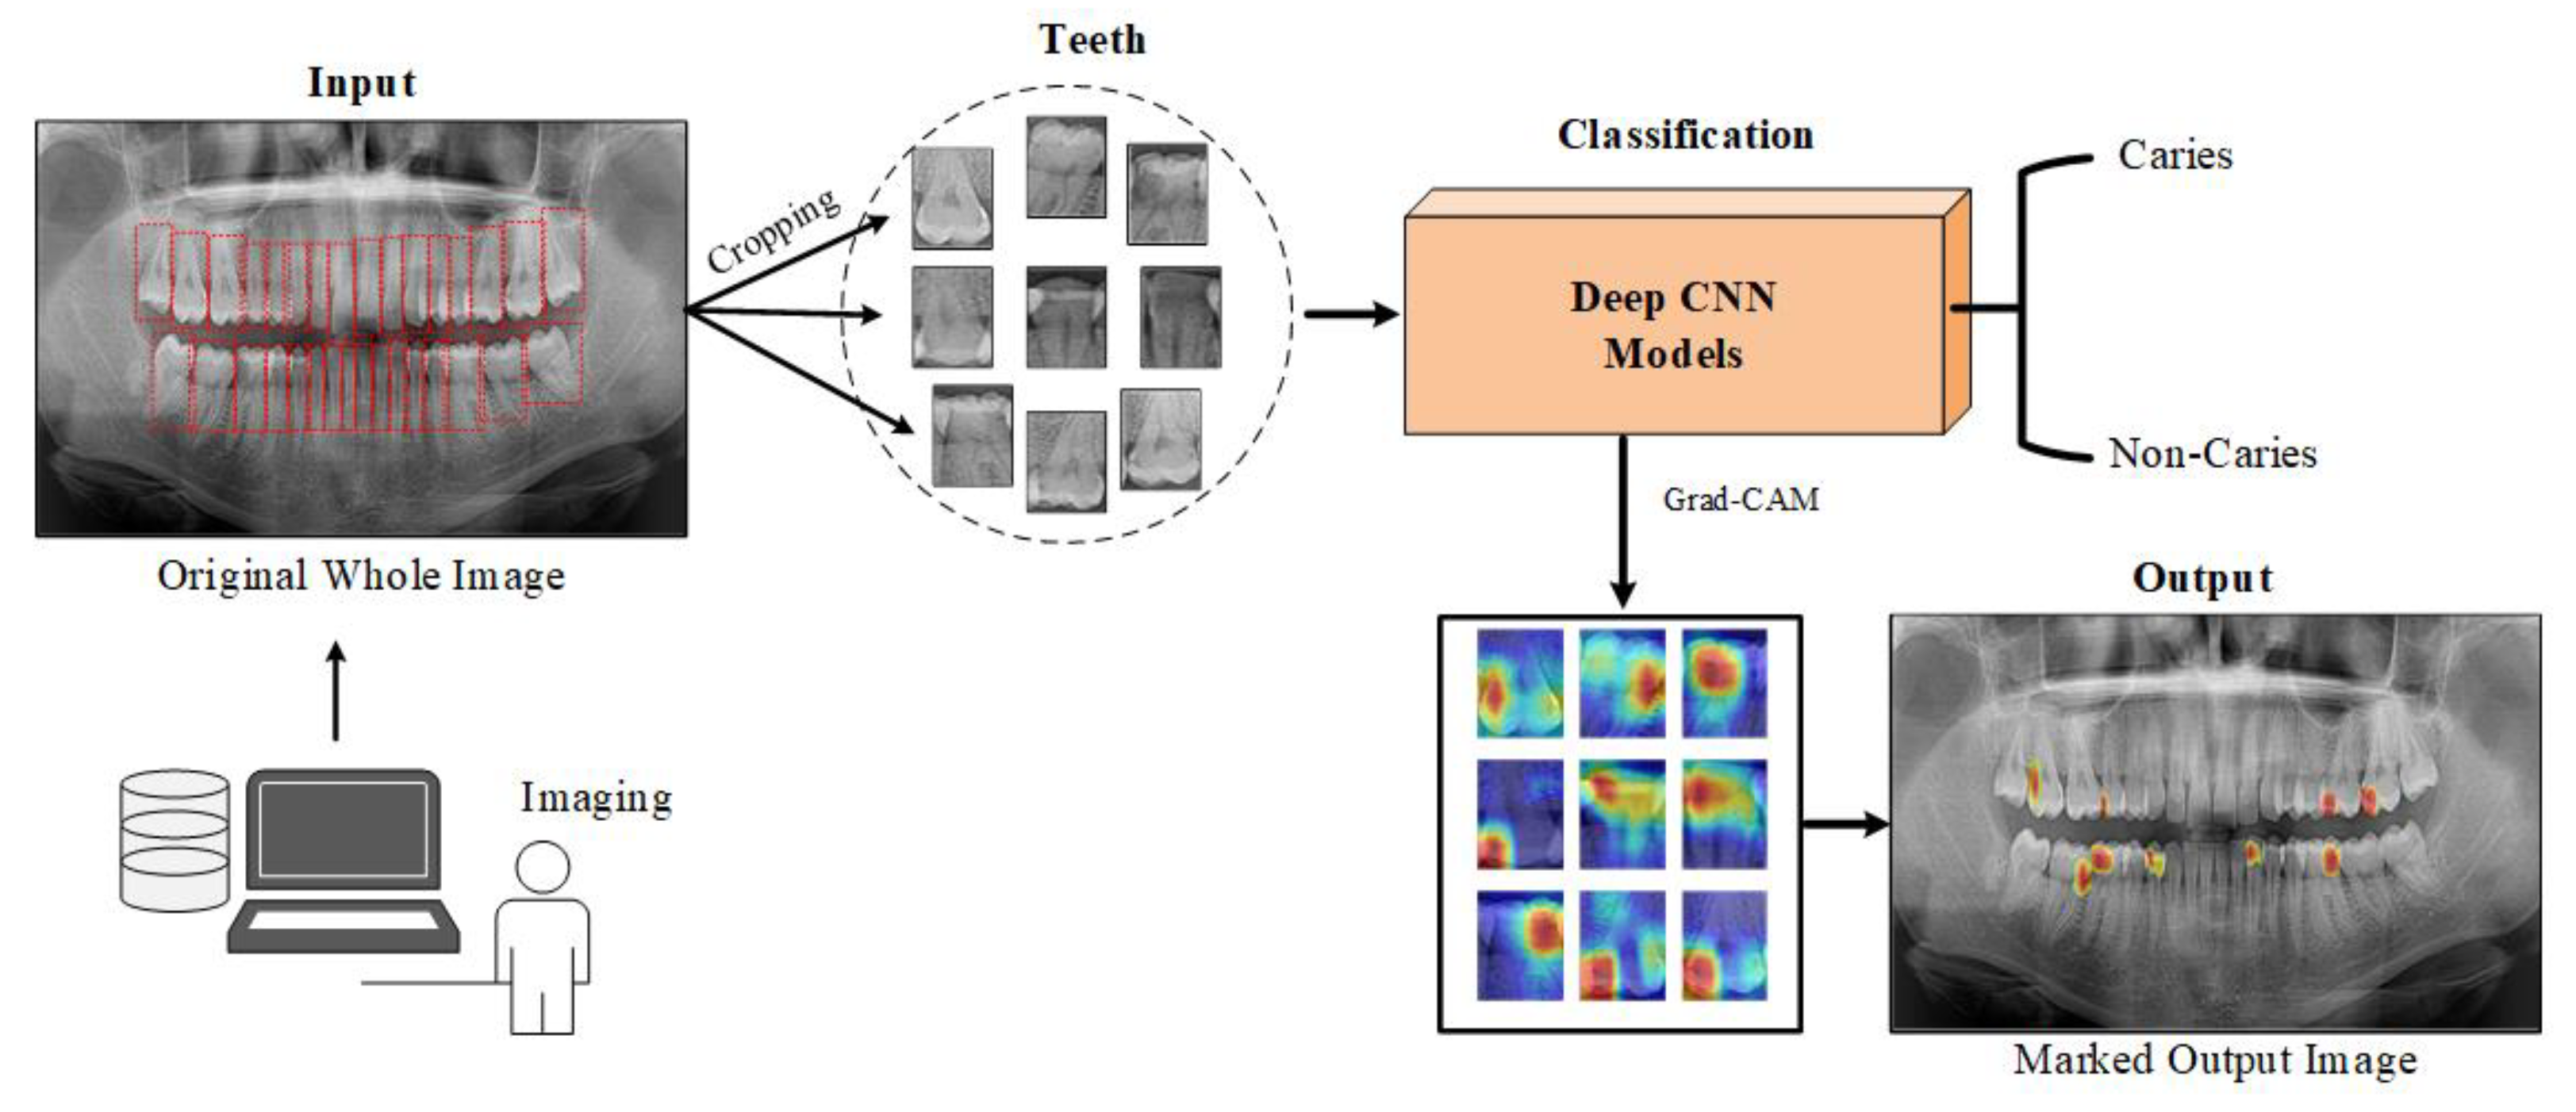 Input
Original Whole Image
Imaging
Cropping
Teeth
Classification
Deep CNN
Models
Caries
Non-Caries
Grad-CAM
Output
Marked Output Image